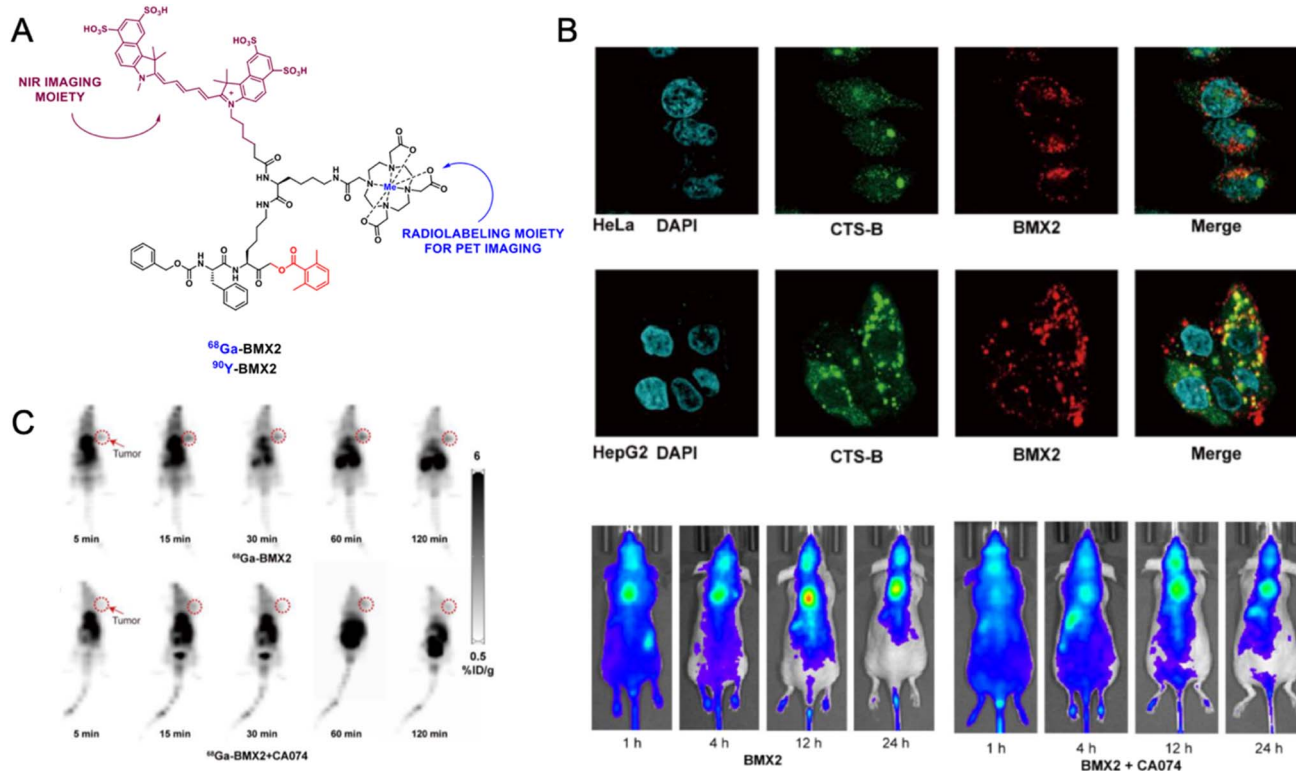 A
HO₃S
SO₃H
HO₃S
SO₃H
NIR IMAGING
MOIETY
N
N
+
O
O
HN
H
N
HN
O
O
N
N
Me
N
N
O
O
O
O
O
O
RADIOLABELING MOIETY
FOR PET IMAGING
O
H
N
O
O
N
H
O
O
O
⁶⁸Ga-BMX2
⁹⁰Y-BMX2
B
HeLa DAPI
CTS-B
BMX2
Merge
HepG2 DAPI
CTS-B
BMX2
Merge
1 h
4 h
12 h
24 h
BMX2
1 h
4 h
12 h
24 h
BMX2 + CA074
C
Tumor
5 min
15 min
30 min
60 min
120 min
⁶⁸Ga-BMX2
Tumor
5 min
15 min
30 min
60 min
120 min
⁶⁸Ga-BMX2+CA074
6
0.5
%ID/g